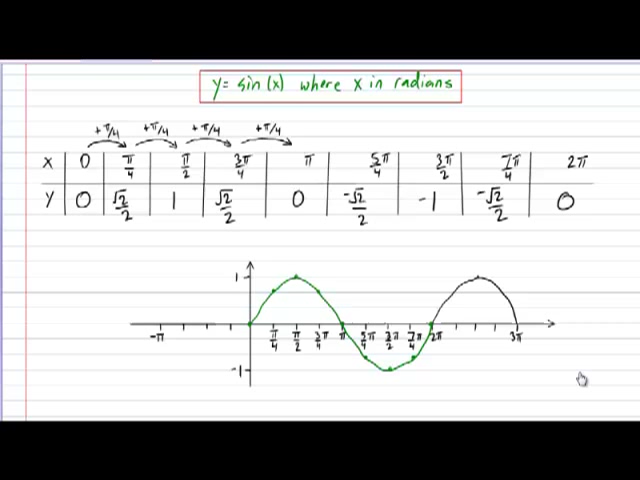 y= sin(x) where x in radians
+π/4 +π/4 +π/4 +π/4
X 0 π/4 π/2 3π/4 π 5π/4 3π/2 7π/4 2π
Y 0 √2/2 1 √2/2 0 -√2/2 -1 -√2/2 0
1
-π π/4 π/2 3π/4 π 5π/4 3π/2 7π/4 2π 3π
-1